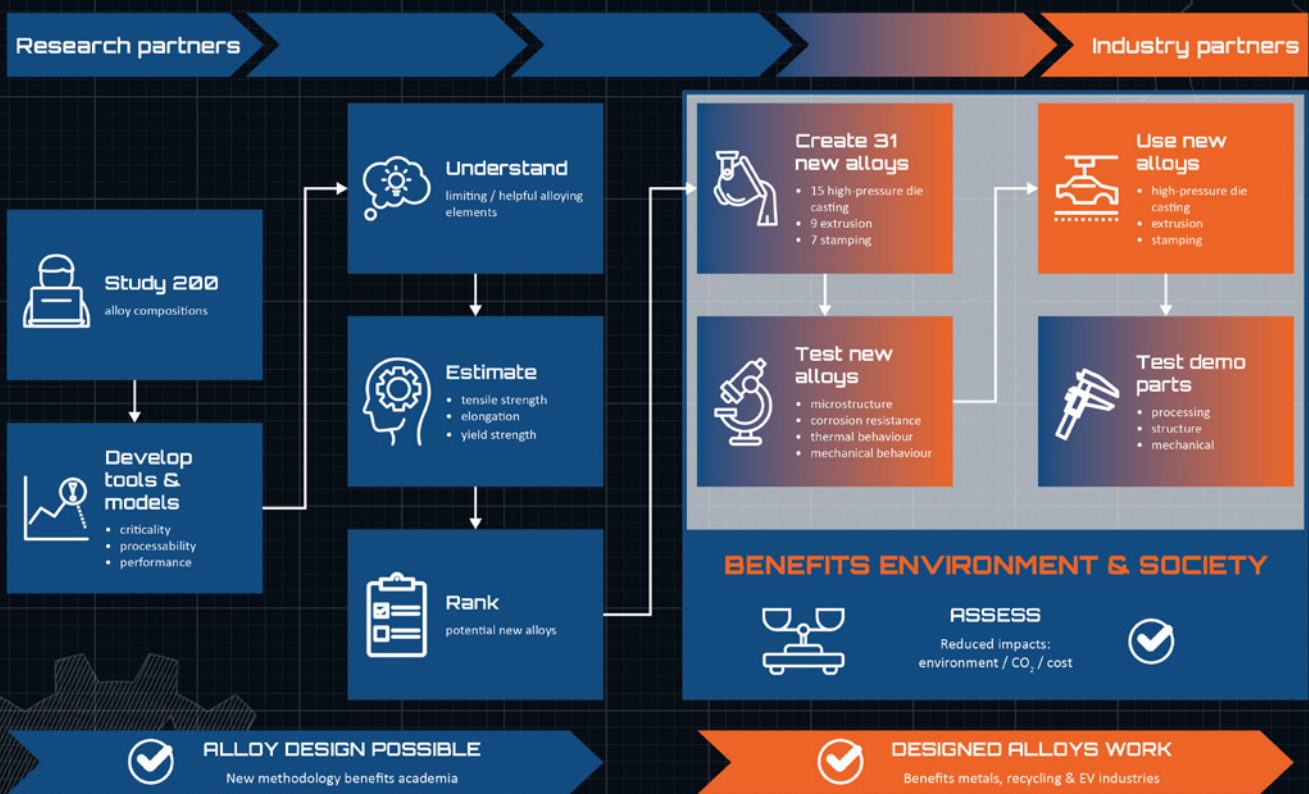 Research partners
Industry partners
Study 200
alloy compositions
Develop
tools &
models
• criticality
• processability
• performance
Understand
limiting / helpful alloying
elements
Estimate
• tensile strength
• elongation
• yield strength
Rank
potential new alloys
Create 31
new alloys
• 15 high-pressure die
casting
• 9 extrusion
• 7 stamping
Test new
alloys
• microstructure
• corrosion resistance
• thermal behaviour
• mechanical behaviour
Use new
alloys
• high-pressure die
casting
• extrusion
• stamping
Test demo
parts
• processing
• structure
• mechanical
BENEFITS ENVIRONMENT & SOCIETY
ASSESS
Reduced impacts:
environment / CO₂ / cost
ALLOY DESIGN POSSIBLE
New methodology benefits academia
DESIGNED ALLOYS WORK
Benefits metals, recycling & EV industries